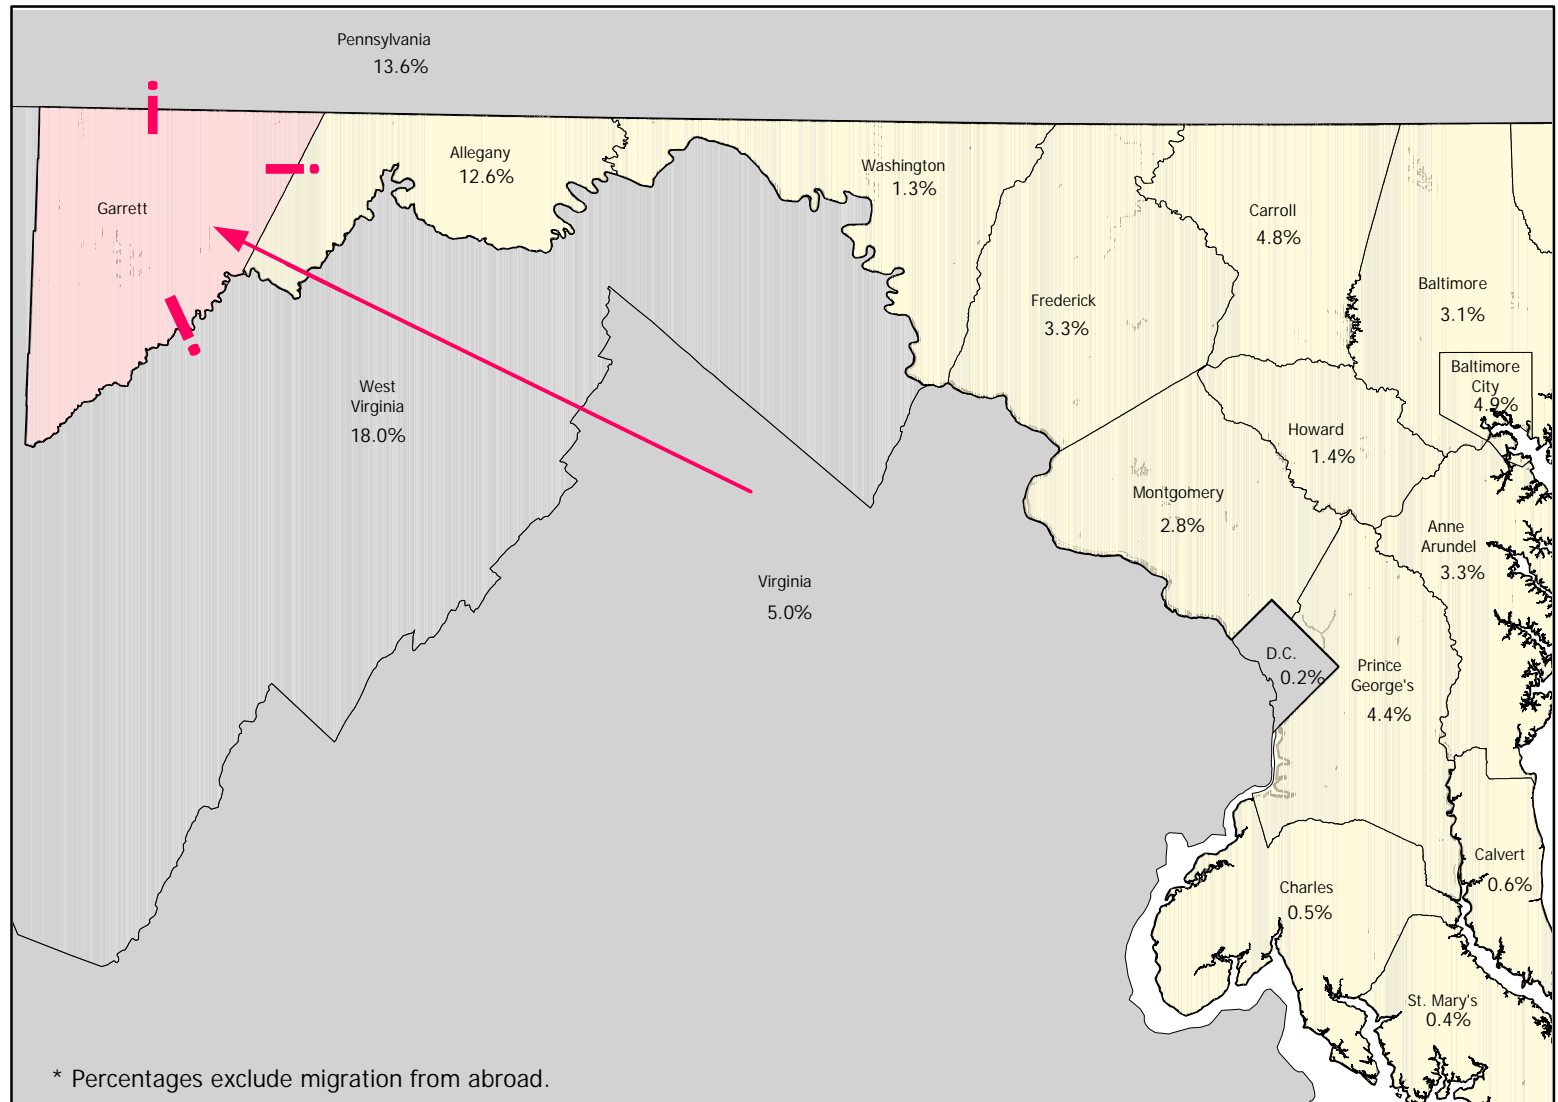 Pennsylvania
13.6%
Allegany
12.6%
Washington
1.3%
Garrett
Carroll
4.8%
Frederick
3.3%
Baltimore
3.1%
Baltimore
City
4.9%
West
Virginia
18.0%
Howard
1.4%
Montgomery
2.8%
Anne
Arundel
3.3%
Virginia
5.0%
D.C.
0.2%
Prince
George's
4.4%
Calvert
0.6%
Charles
0.5%
St. Mary's
0.4%
* Percentages exclude migration from abroad.